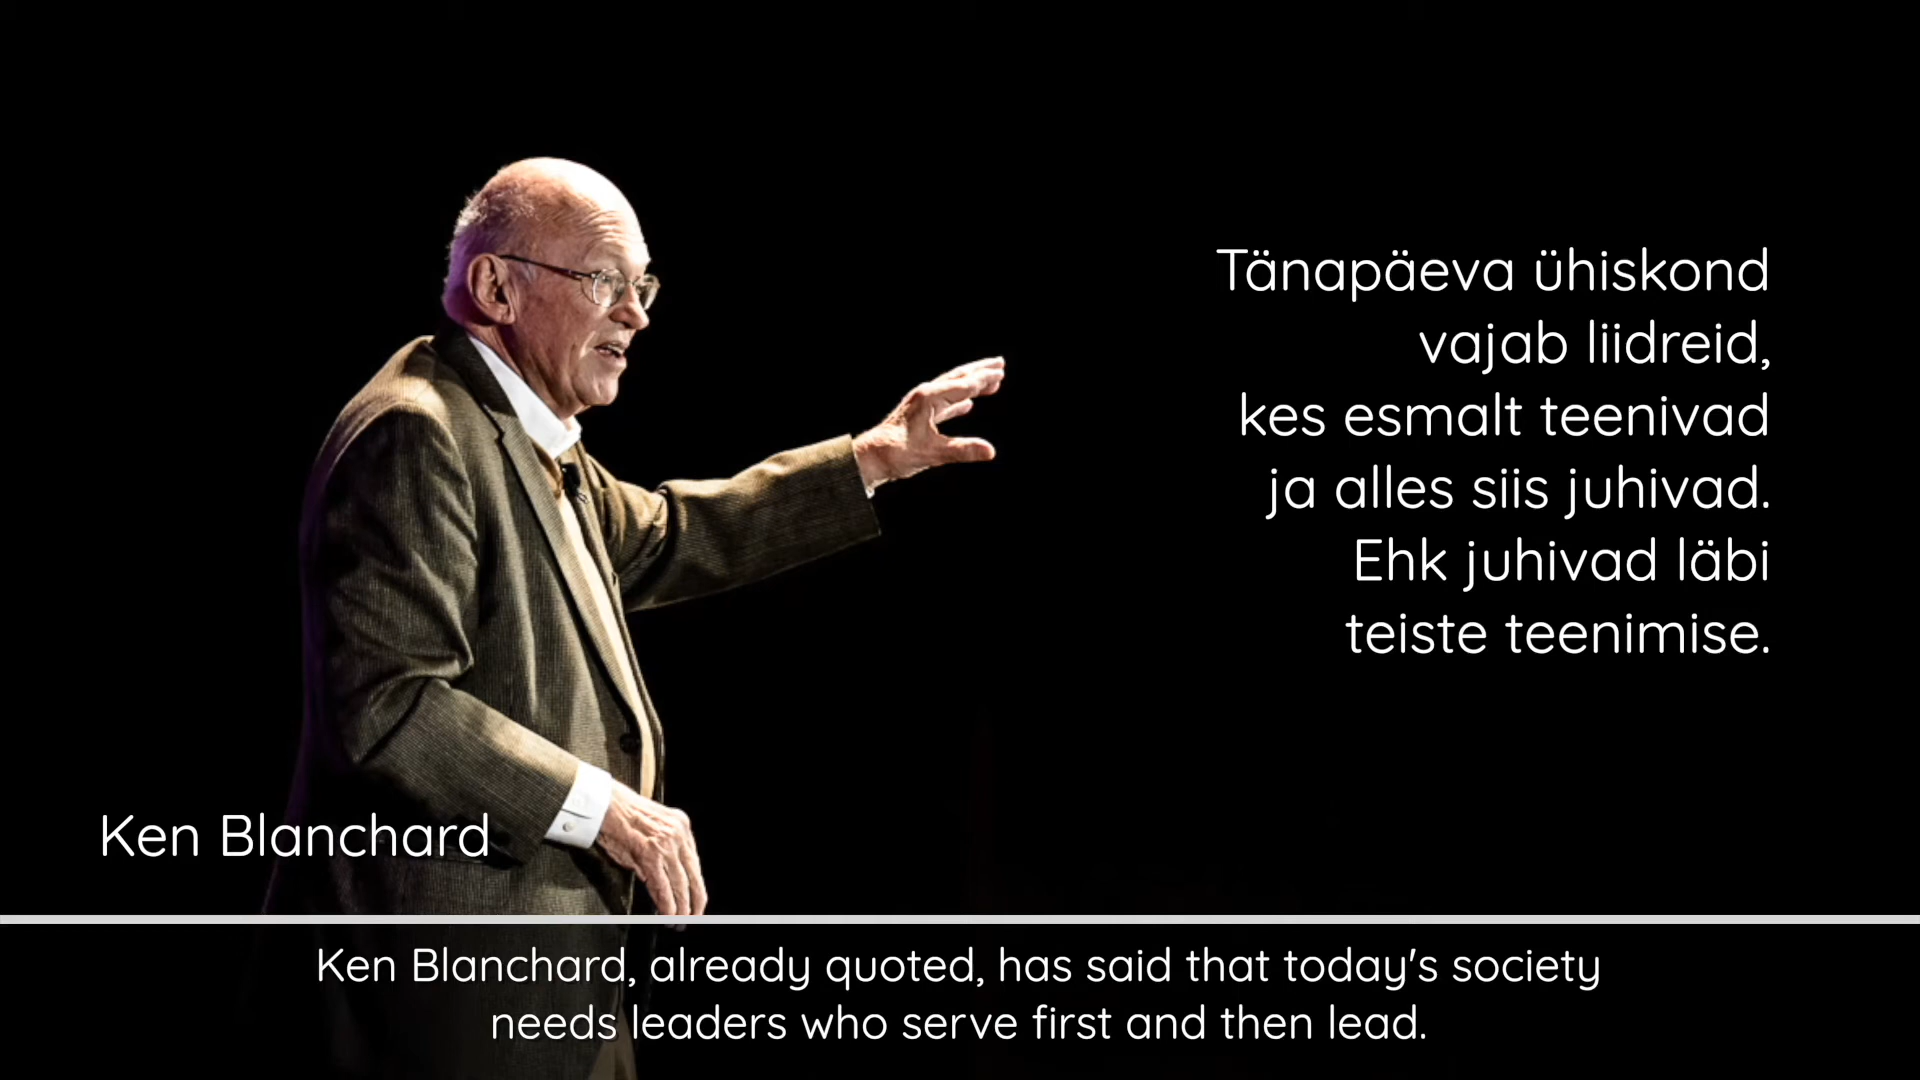 Tänapäeva ühiskond
vajab liidreid,
kes esmalt teenivad
ja alles siis juhivad.
Ehk juhivad läbi
teiste teenimise.
Ken Blanchard
Ken Blanchard, already quoted, has said that today's society
needs leaders who serve first and then lead.